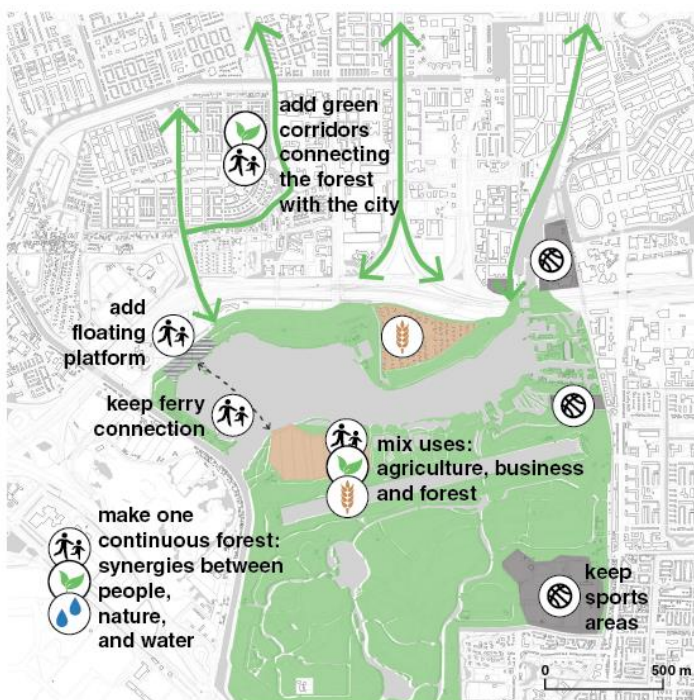 add green
corridors
connecting
the forest
with the city
add
floating
platform
keep ferry
connection
mix uses:
agriculture, business
and forest
make one
continuous forest:
synergies between
people,
nature,
and water
keep
sports
areas
0 500 m